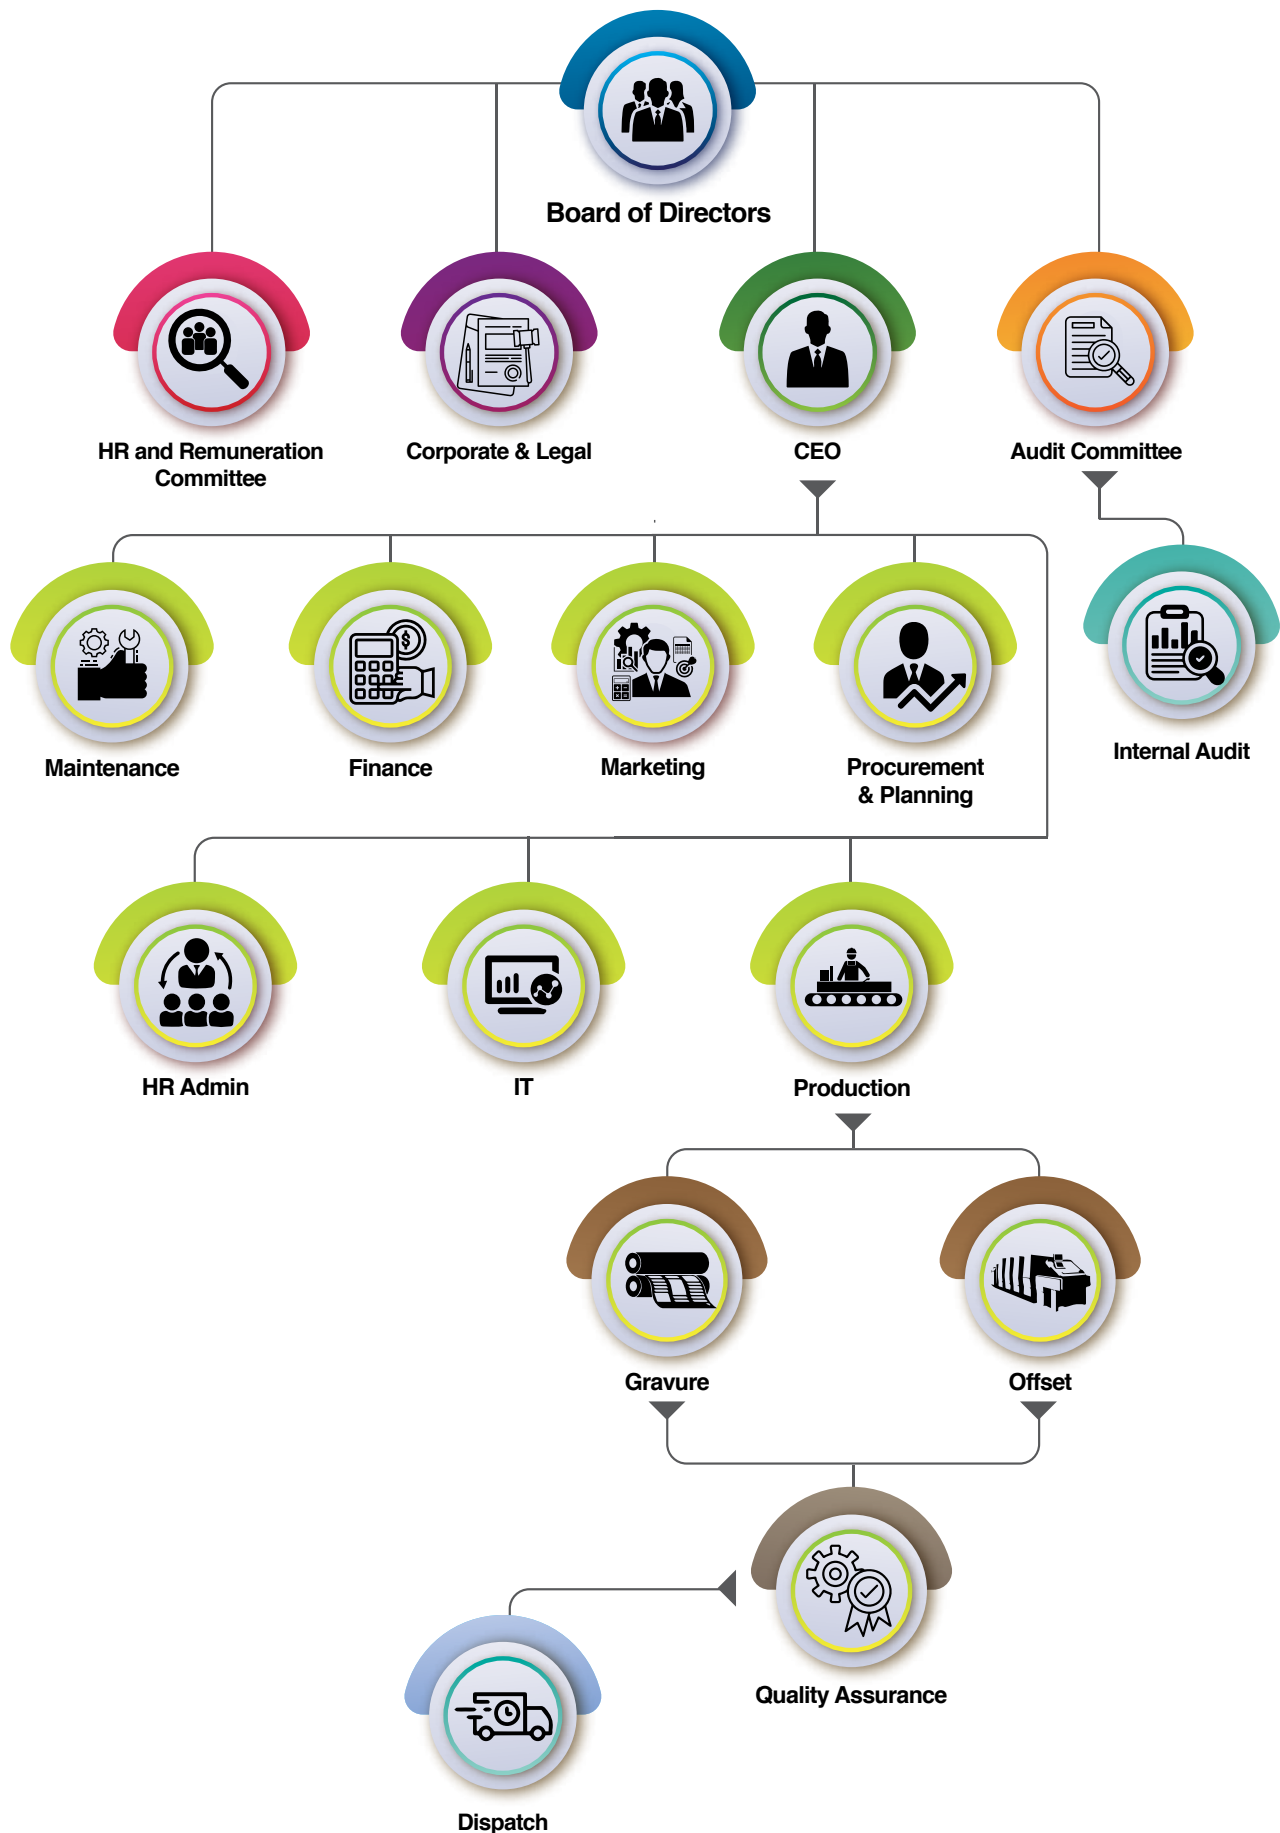 Board of Directors
HR and Remuneration
Committee
Corporate & Legal
CEO
Audit Committee
Maintenance
Finance
Marketing
Procurement
& Planning
Internal Audit
HR Admin
IT
Production
Gravure
Offset
Quality Assurance
Dispatch